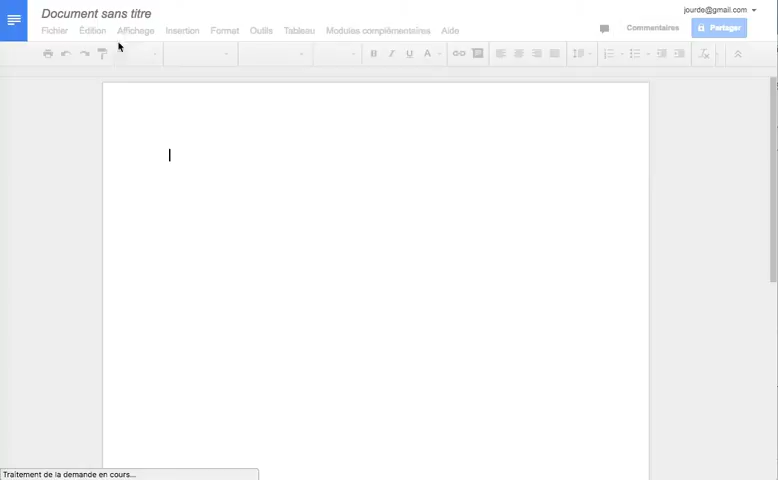 Document sans titre
jourde@gmail.com
Fichier Édition Affichage Insertion Format Outils Tableau Modules complémentaires Aide
Commentaires
Partager
B I U A
Traitement de la demande en cours...